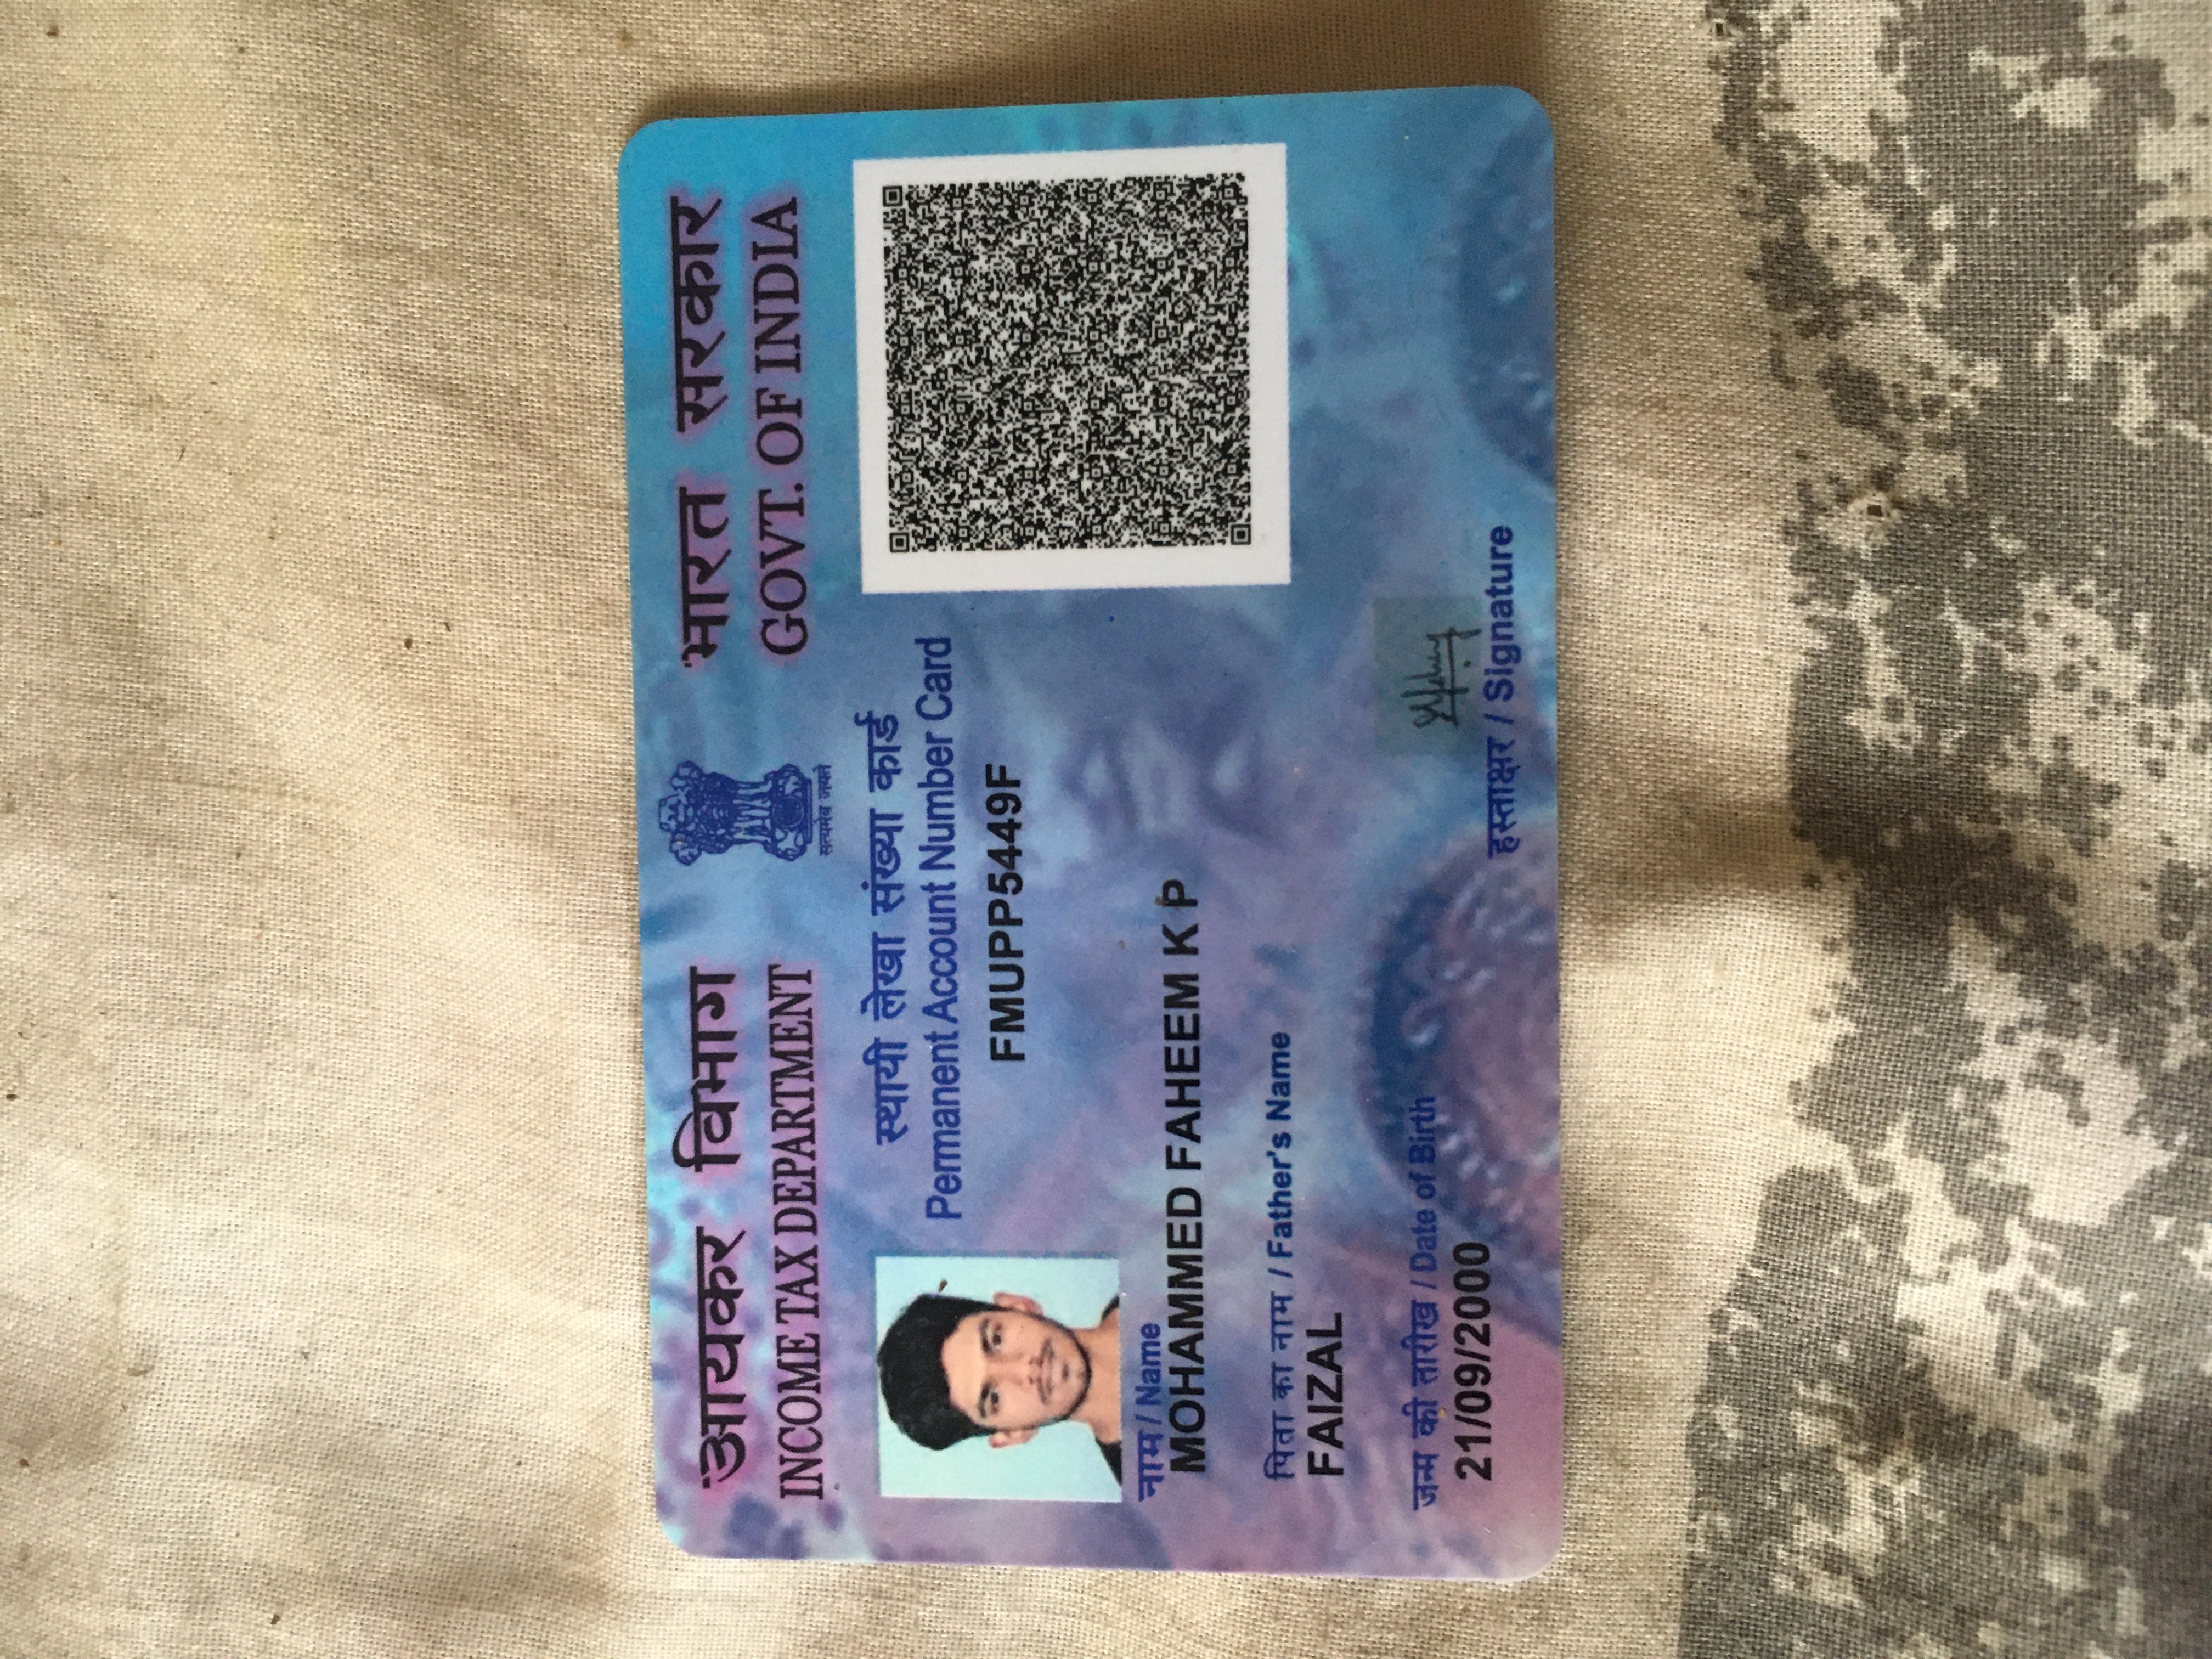 आयकर विभाग
INCOME TAX DEPARTMENT
सत्यमेव जयते
भारत सरकार
GOVT. OF INDIA
स्थायी लेखा संख्या कार्ड
Permanent Account Number Card
FMUPP5449F
नाम / Name
MOHAMMED FAHEEM K P
पिता का नाम / Father's Name
FAIZAL
जन्म की तारीख / Date of Birth
21/09/2000
हस्ताक्षर / Signature